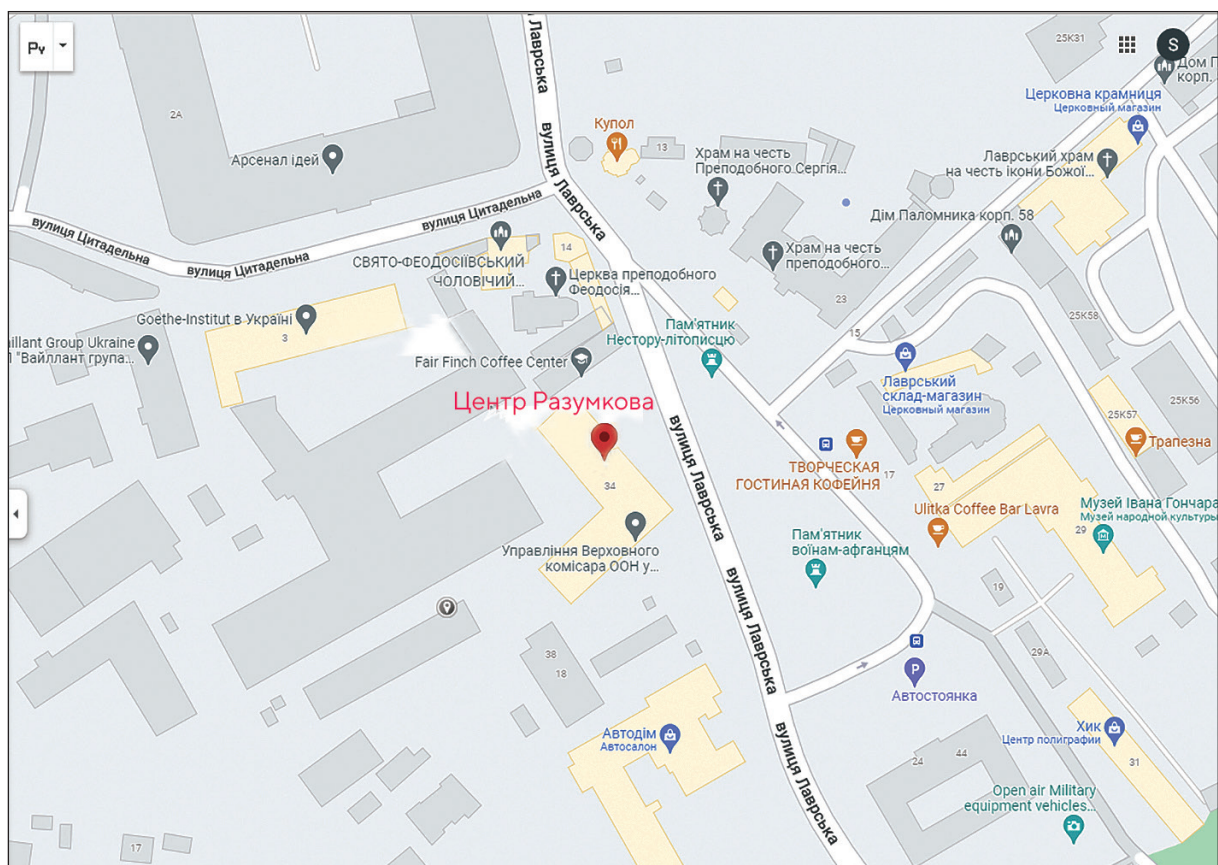 Ру
S
25К31
Дом П
корп.
Церковна крамниця
Церковный магазин
2А
Арсенал ідей
вулиця Лаврська
Купол
13
Храм на честь
Преподобного Сергія...
Лаврський храм
на честь ікони Божої...
вулиця Лаврська
вулиця Цитадельна
вулиця Цитадельна
вулиця Цитадельна
Дім Паломника корп. 58
СВЯТО-ФЕОДОСІЇВСЬКИЙ
ЧОЛОВІЧИЙ...
14
Церква преподобного
Феодосія...
Храм на честь
преподобного...
23
Goethe-Institut в Україні
3
aillant Group Ukraine
П "Вайллант група...
Пам'ятник
Нестору-літописцю
15
25К58
Fair Finch Coffee Center
Лаврський
склад-магазин
Церковный магазин
Центр Разумкова
25К57
25К56
Трапезна
вулиця Лаврська
ТВОРЧЕСКАЯ
ГОСТИНАЯ КОФЕЙНЯ
17
34
27
Ulitka Coffee Bar Lavra
Музей Івана Гончара
Музей народной культуры
29
Управління Верховного
комісара ООН у...
Пам'ятник
воїнам-афганцям
19
вулиця Лаврська
38
18
29А
P
Автостоянка
Автодім
Автосалон
Хик
Центр полиграфии
24
44
31
вулиця Лаврська
Open air Military
equipment vehicles...
17